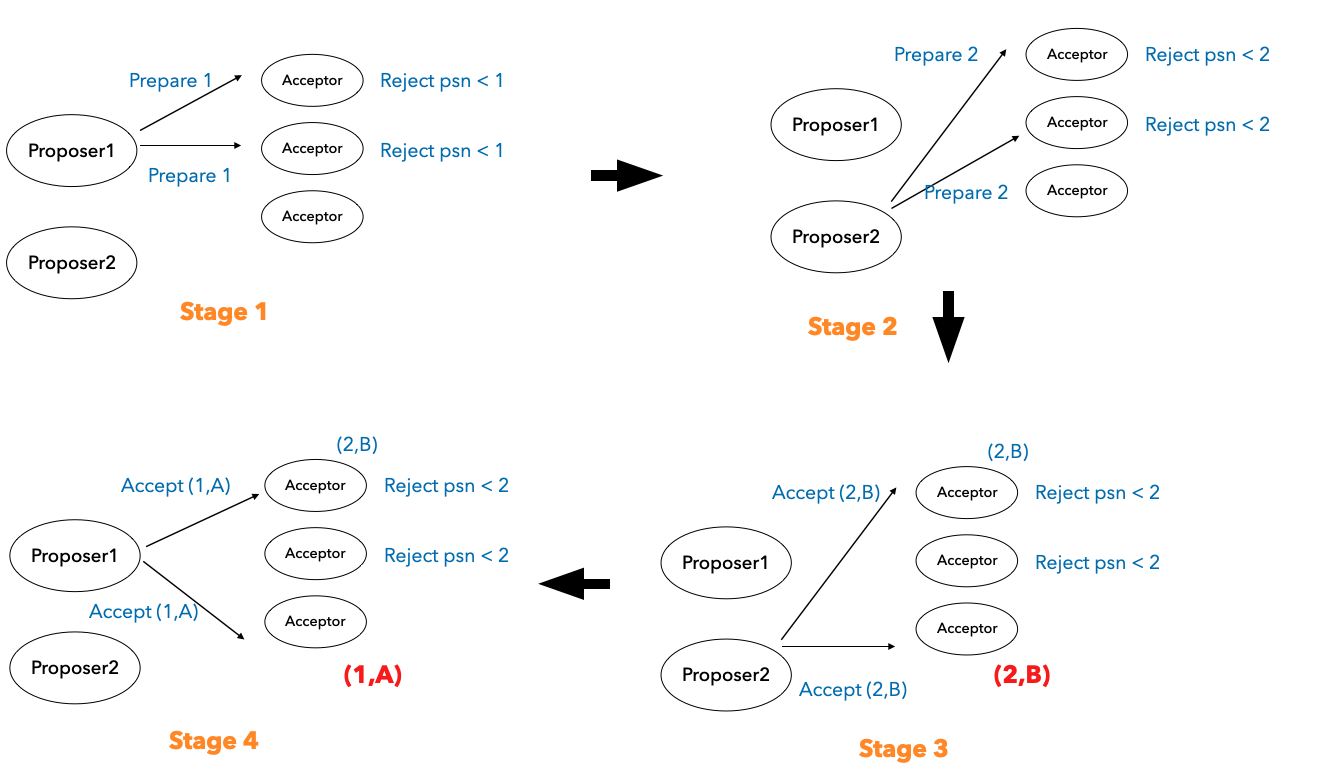 Prepare 1
Acceptor
Reject psn < 1
Proposer1
Acceptor
Reject psn < 1
Prepare 1
Acceptor
Proposer2
Stage 1
Prepare 2
Acceptor
Reject psn < 2
Proposer1
Acceptor
Reject psn < 2
Prepare 2
Acceptor
Proposer2
Stage 2
(2,B)
Accept (2,B)
Acceptor
Reject psn < 2
Proposer1
Acceptor
Reject psn < 2
Acceptor
Proposer2
Accept (2,B)
(2,B)
Stage 3
(2,B)
Accept (1,A)
Acceptor
Reject psn < 2
Proposer1
Acceptor
Reject psn < 2
Accept (1,A)
Acceptor
Proposer2
(1,A)
Stage 4